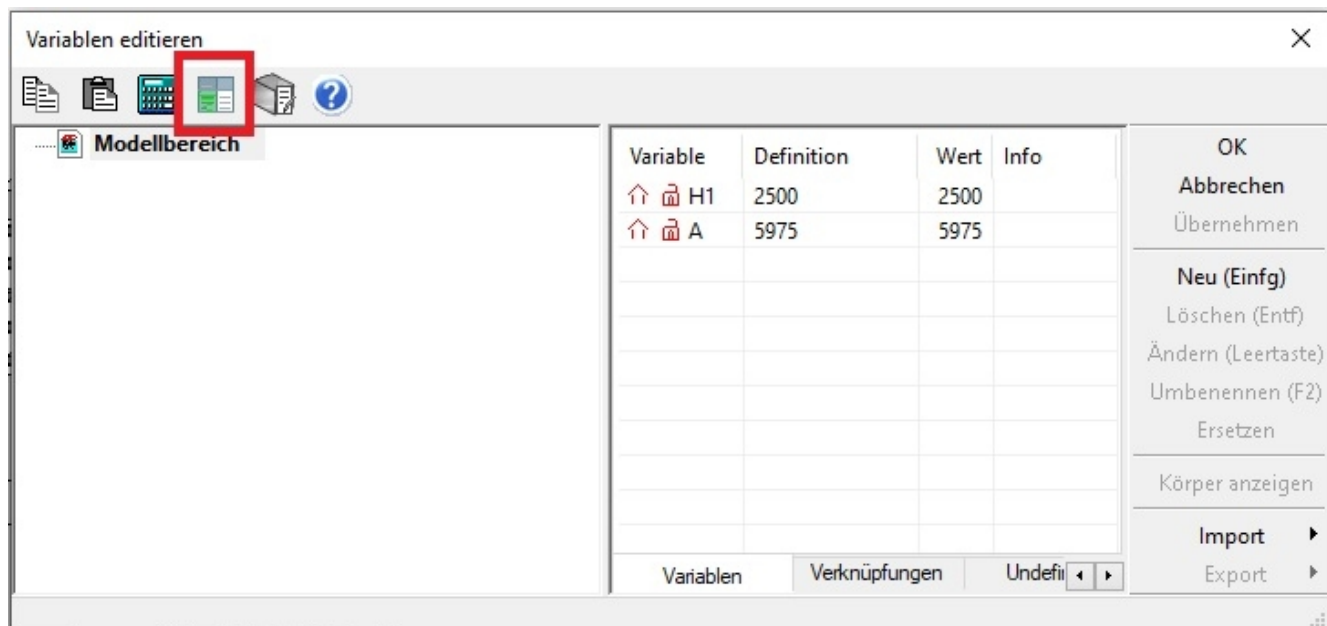 Variablen editieren
Modellbereich
Variable Definition Wert Info
H1 2500 2500
A 5975 5975
Variablen Verknüpfungen
OK
Abbrechen
Übernehmen
Neu (Einfg)
Löschen (Entf)
Ändern (Leertaste)
Umbenennen (F2)
Ersetzen
Körper anzeigen
Import
Export